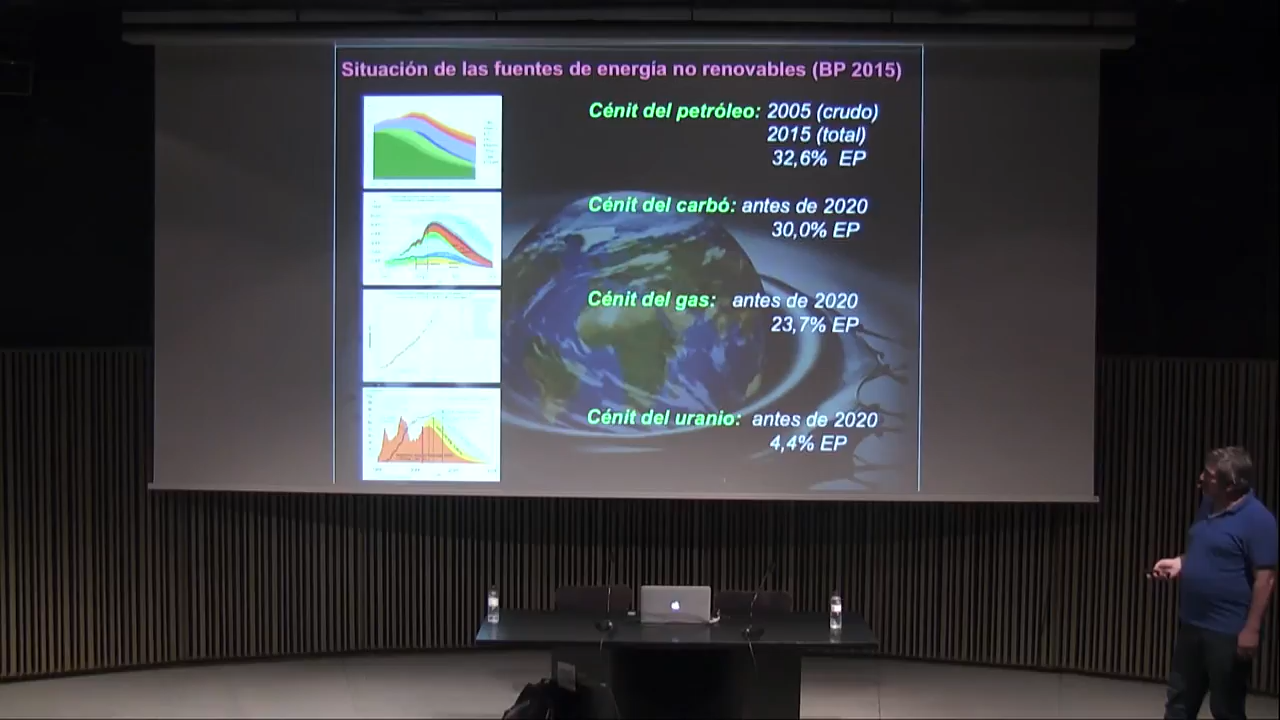 Situación de las fuentes de energía no renovables (BP 2015)
Cénit del petróleo: 2005 (crudo)
2015 (total)
32,6% EP
Cénit del carbó: antes de 2020
30,0% EP
Cénit del gas: antes de 2020
23,7% EP
Cénit del uranio: antes de 2020
4,4% EP